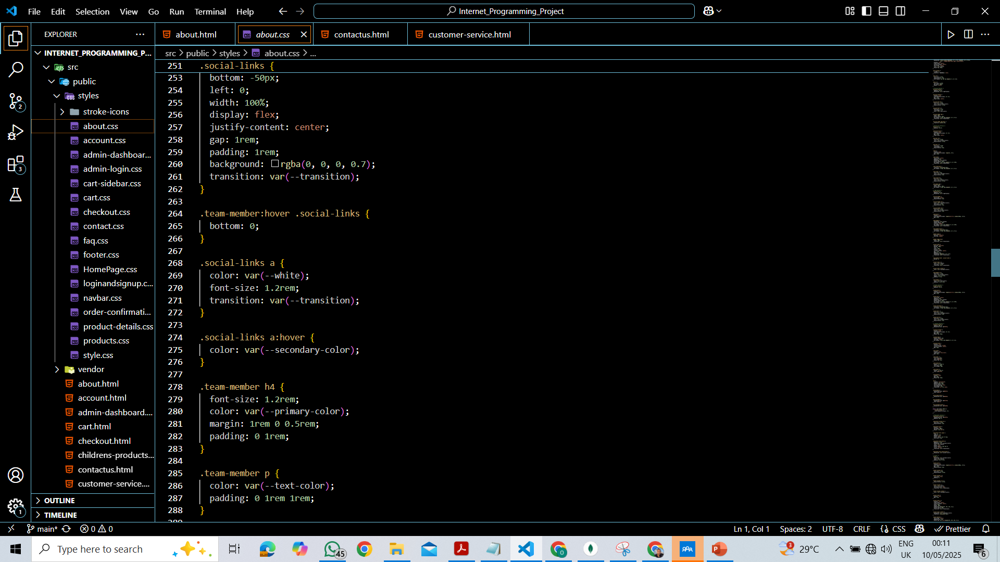 File Edit Selection View Go Run Terminal Help
Internet_Programming_Project
EXPLORER
about.html
about.css
contactus.html
customer-service.html
INTERNET_PROGRAMMING_P...
src > public > styles > about.css > ...
src
public
styles
stroke-icons
about.css
account.css
admin-dashboar...
admin-login.css
cart-sidebar.css
cart.css
checkout.css
contact.css
faq.css
footer.css
HomePage.css
loginandsignup.c...
navbar.css
order-confirmati...
product-details.css
products.css
style.css
vendor
about.html
account.html
admin-dashboard....
cart.html
checkout.html
childrens-products...
contactus.html
customer-service....
OUTLINE
TIMELINE
2
3
1
251 .social-links {
253 bottom: -50px;
254 left: 0;
255 width: 100%;
256 display: flex;
257 justify-content: center;
258 gap: 1rem;
259 padding: 1rem;
260 background: rgba(0, 0, 0, 0.7);
261 transition: var(--transition);
262 }
263
264 .team-member:hover .social-links {
265 bottom: 0;
266 }
267
268 .social-links a {
269 color: var(--white);
270 font-size: 1.2rem;
271 transition: var(--transition);
272 }
273
274 .social-links a:hover {
275 color: var(--secondary-color);
276 }
277
278 .team-member h4 {
279 font-size: 1.2rem;
280 color: var(--primary-color);
281 margin: 1rem 0 0.5rem;
282 padding: 0 1rem;
283 }
284
285 .team-member p {
286 color: var(--text-color);
287 padding: 0 1rem 1rem;
288 }
main* 0 0
Ln 1, Col 1 Spaces: 2 UTF-8 CRLF {} CSS Prettier
Type here to search
45
3
29°C
ENG
UK
00:11
10/05/2025
6